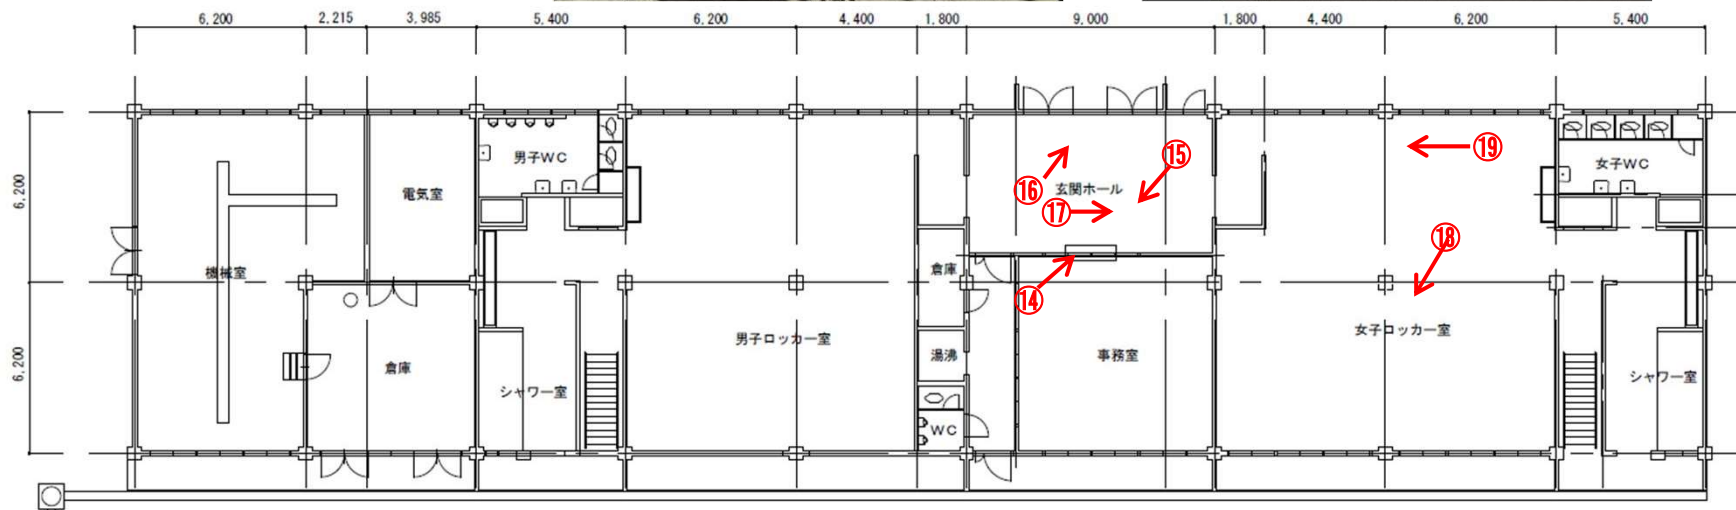 6,200 2,215 3,985 5,400 6,200 4,400 1,800 9,000 1,800 4,400 6,200 5,400
6,200
6,200
男子WC
電気室
機械室
倉庫
シャワー室
男子ロッカー室
倉庫
湯沸
WC
玄関ホール
事務室
女子ロッカー室
女子WC
シャワー室
⑭
⑮
⑯
⑰
⑱
⑲